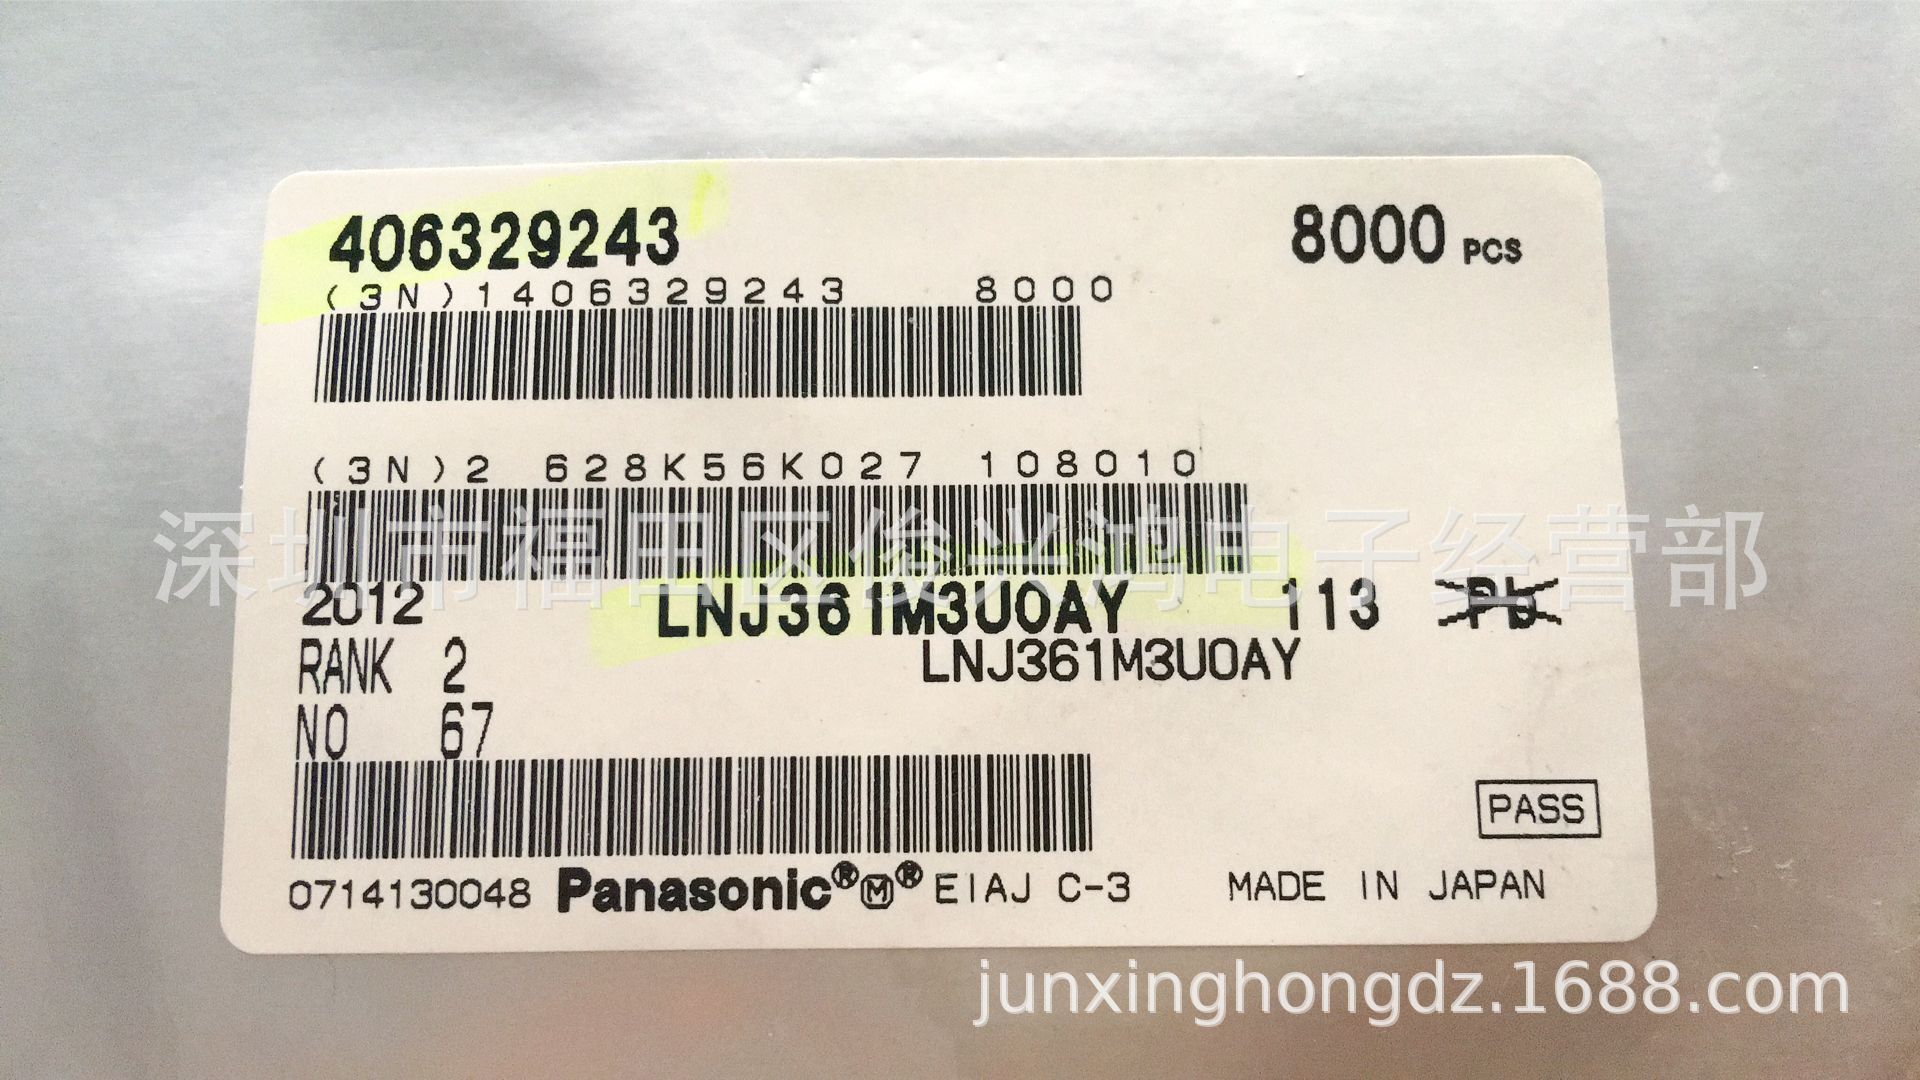 406329243 8000 PCS
(3N)1406329243 8000
(3N)2 628K56K027 108010
深圳市福田区俊兴鸿电子经营部
2012 LNJ361M3U0AY 113 Pb
RANK 2 LNJ361M3U0AY
NO 67
PASS
0714130048 Panasonic® M® EIAJ C-3 MADE IN JAPAN
junxinghongdz.1688.com